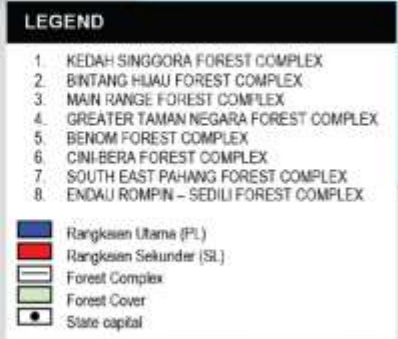 LEGEND
1. KEDAH SINGGORA FOREST COMPLEX
2. BINTANG HIJAU FOREST COMPLEX
3. MAIN RANGE FOREST COMPLEX
4. GREATER TAMAN NEGARA FOREST COMPLEX
5. BENOM FOREST COMPLEX
6. CINI-BERA FOREST COMPLEX
7. SOUTH EAST PAHANG FOREST COMPLEX
8. ENDAU ROMPIN – SEDILI FOREST COMPLEX
Rangkaian Utama (PL)
Rangkaian Sekunder (SL)
Forest Complex
Forest Cover
State capital